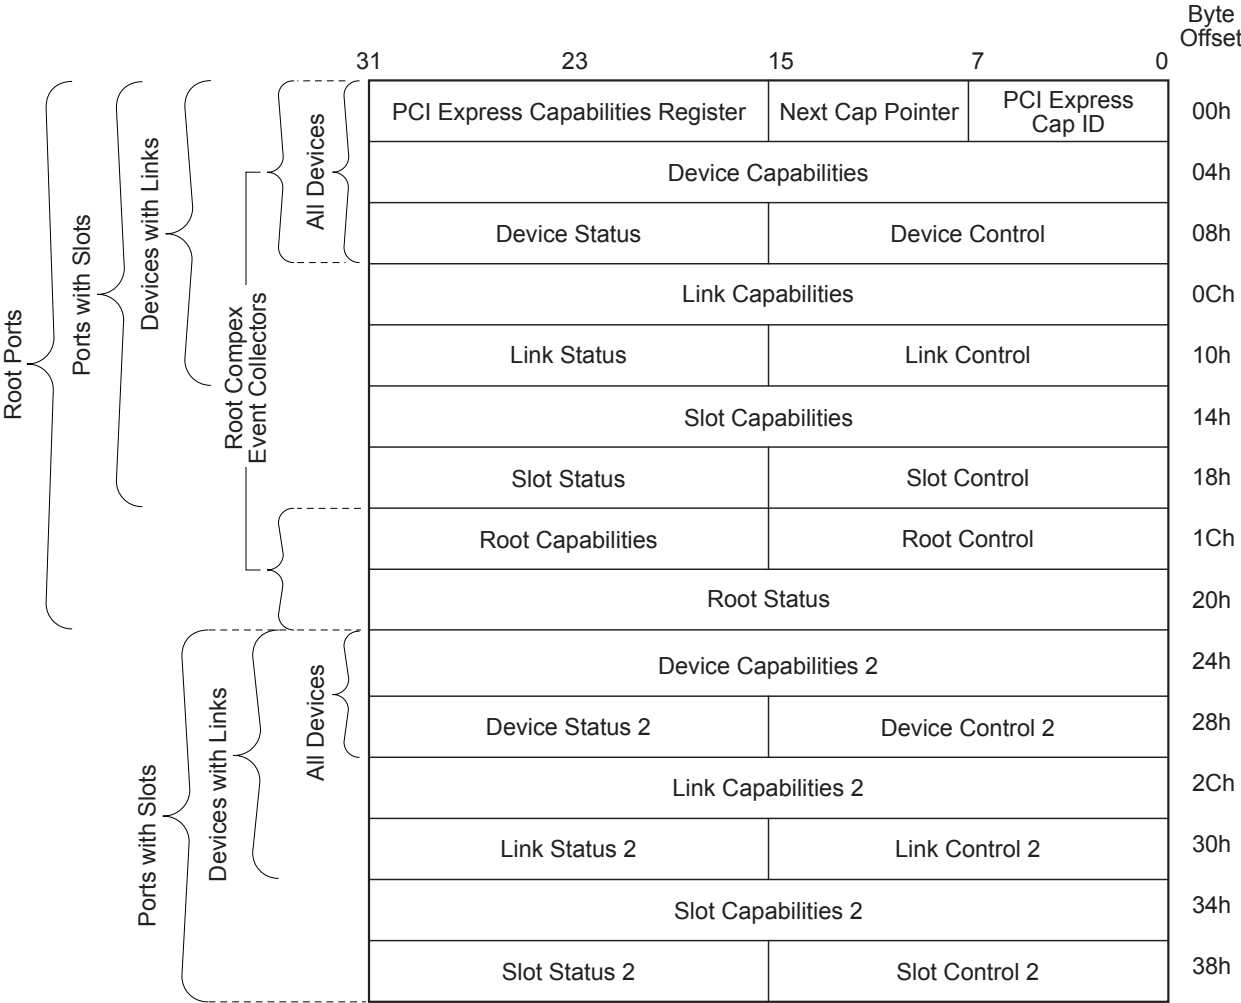 Byte
Offset
31 23 15 7 0
PCI Express Capabilities Register Next Cap Pointer PCI Express
Cap ID 00h
Device Capabilities 04h
Device Status Device Control 08h
Link Capabilities 0Ch
Link Status Link Control 10h
Slot Capabilities 14h
Slot Status Slot Control 18h
Root Capabilities Root Control 1Ch
Root Status 20h
Device Capabilities 2 24h
Device Status 2 Device Control 2 28h
Link Capabilities 2 2Ch
Link Status 2 Link Control 2 30h
Slot Capabilities 2 34h
Slot Status 2 Slot Control 2 38h
Root Ports
Ports with Slots
Devices with Links
Root Compex
Event Collectors
All Devices
Ports with Slots
Devices with Links
All Devices